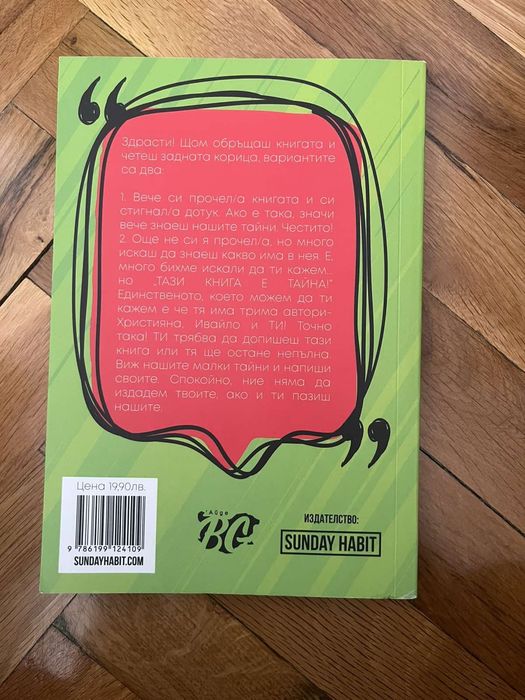 Здрасти! Щом обръщаш книгата и
четеш задната корица, вариантите
са два:
1. Вече си прочел/а книгата и си
стигнал/а дотук. Ако е така, значи
вече знаеш нашите тайни. Честито!
2. Още не си я прочел/а, но много
искаш да знаеш какво има в нея. Е,
много бихме искали да ти кажем...
но „ТАЗИ КНИГА Е ТАЙНА!"
Единственото, което можем да ти
кажем е че тя има трима автори-
Християна, Ивайло и ТИ! Точно
така! ТИ трябва да допишеш тази
книга или тя ще остане непълна.
Виж нашите малки тайни и напиши
своите. Спокойно, ние няма да
издадем твоите, ако и ти пазиш
нашите.
Цена 19,90лв.
9 786199 124109
SUNDAYHABIT.COM
Айде
BG
ИЗДАТЕЛСТВО:
SUNDAY HABIT